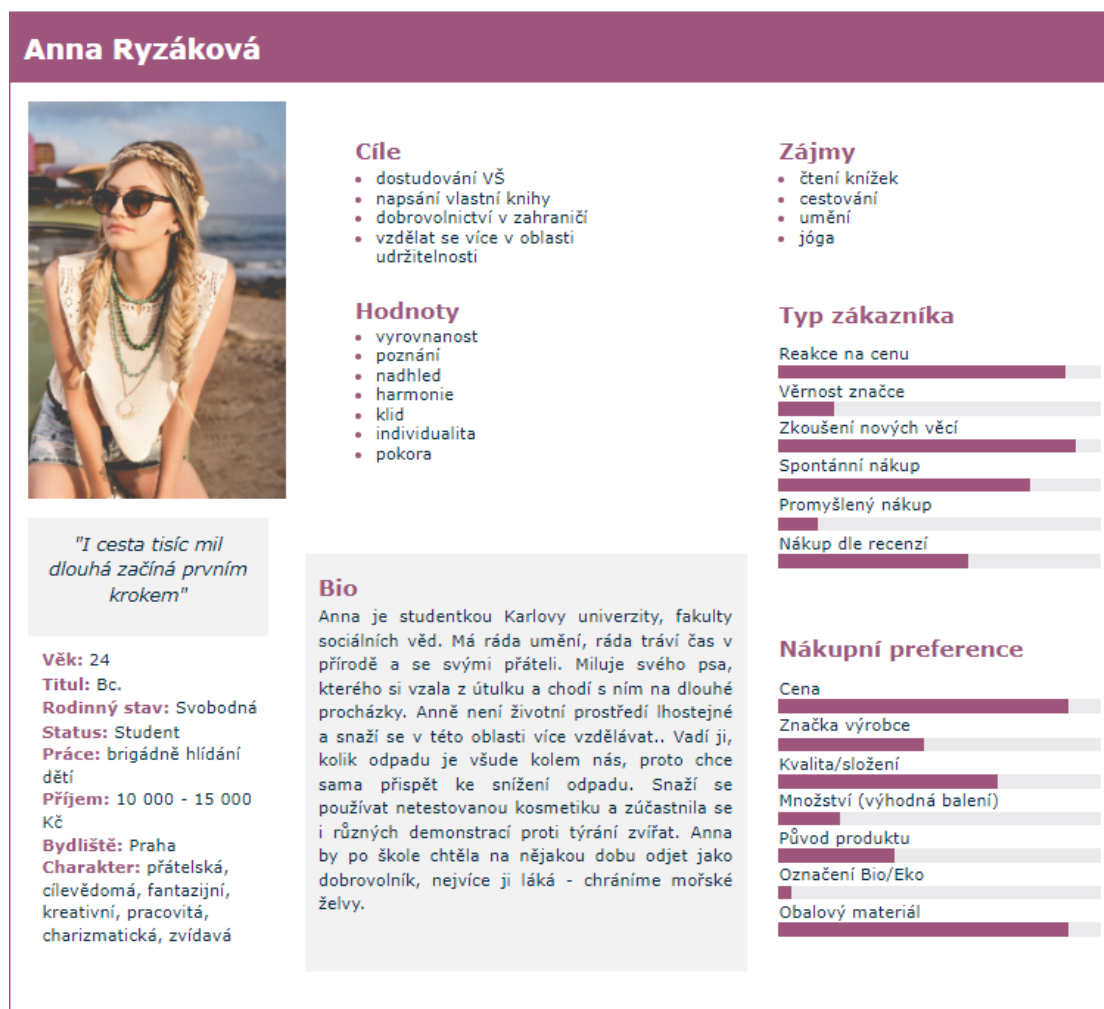 Anna Ryzáková
Cíle
dostudování VŠ
napsání vlastní knihy
dobrovolnictví v zahraničí
vzdělat se více v oblasti
udržitelnosti
Hodnoty
vyrovnanost
poznání
nadhled
harmonie
klid
individualita
pokora
Zájmy
čtení knížek
cestování
umění
jóga
Typ zákazníka
Reakce na cenu
Věrnost značce
Zkoušení nových věcí
Spontánní nákup
Promyšlený nákup
Nákup dle recenzí
"I cesta tisíc mil
dlouhá začíná prvním
krokem"
Věk: 24
Titul: Bc.
Rodinný stav: Svobodná
Status: Student
Práce: brigádně hlídání
dětí
Příjem: 10 000 - 15 000
Kč
Bydliště: Praha
Charakter: přátelská,
cílevědomá, fantazijní,
kreativní, pracovitá,
charizmatická, zvídavá
Bio
Anna je studentkou Karlovy univerzity, fakulty
sociálních věd. Má ráda umění, ráda tráví čas v
přírodě a se svými přáteli. Miluje svého psa,
kterého si vzala z útulku a chodí s ním na dlouhé
procházky. Anně není životní prostředí lhostejné
a snaží se v této oblasti více vzdělávat.. Vadí ji,
kolik odpadu je všude kolem nás, proto chce
sama přispět ke snížení odpadu. Snaží se
používat netestovanou kosmetiku a zúčastnila se
i různých demonstrací proti týrání zvířat. Anna
by po škole chtěla na nějakou dobu odjet jako
dobrovolník, nejvíce ji láká - chráníme mořské
želvy.
Nákupní preference
Cena
Značka výrobce
Kvalita/složení
Množství (výhodná balení)
Původ produktu
Označení Bio/Eko
Obalový materiál